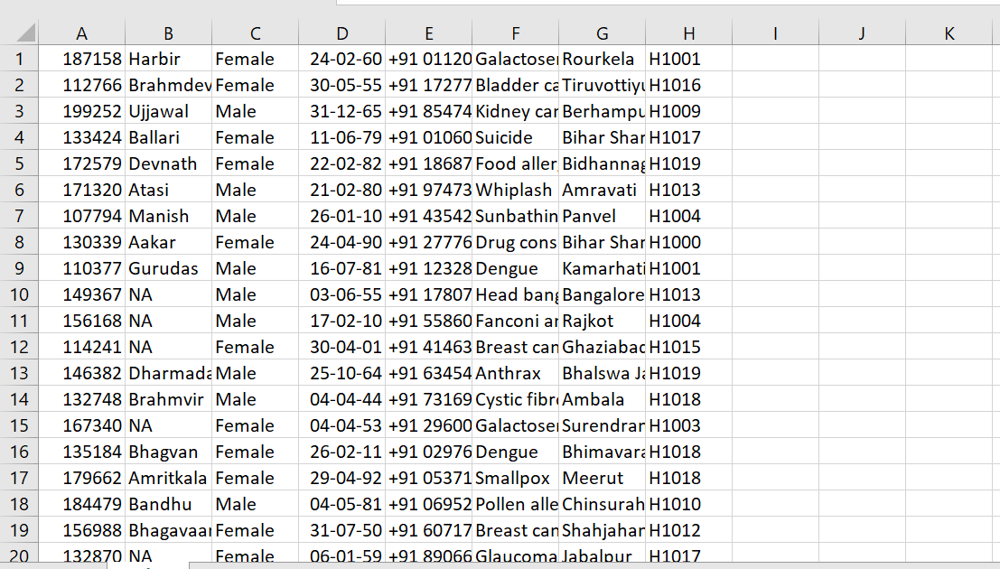 A B C D E F G H I J K
1 187158 Harbir Female 24-02-60 +91 01120 Galactose Rourkela H1001
2 112766 Brahmdev Female 30-05-55 +91 17277 Bladder ca Tiruvottiyu H1016
3 199252 Ujjawal Male 31-12-65 +91 85474 Kidney can Berhampu H1009
4 133424 Ballari Female 11-06-79 +91 01060 Suicide Bihar Shar H1017
5 172579 Devnath Female 22-02-82 +91 18687 Food aller Bidhannag H1019
6 171320 Atasi Male 21-02-80 +91 97473 Whiplash Amravati H1013
7 107794 Manish Male 26-01-10 +91 43542 Sunbathin Panvel H1004
8 130339 Aakar Female 24-04-90 +91 27776 Drug cons Bihar Shar H1000
9 110377 Gurudas Male 16-07-81 +91 12328 Dengue Kamarhati H1001
10 149367 NA Male 03-06-55 +91 17807 Head bang Bangalore H1013
11 156168 NA Male 17-02-10 +91 55860 Fanconi an Rajkot H1004
12 114241 NA Female 30-04-01 +91 41463 Breast can Ghaziabad H1015
13 146382 Dharmada Male 25-10-64 +91 63454 Anthrax Bhalswa Ja H1019
14 132748 Brahmvir Male 04-04-44 +91 73169 Cystic fibr Ambala H1018
15 167340 NA Female 04-04-53 +91 29600 Galactose Surendran H1003
16 135184 Bhagvan Female 26-02-11 +91 02976 Dengue Bhimavara H1018
17 179662 Amritkala Female 29-04-92 +91 05371 Smallpox Meerut H1018
18 184479 Bandhu Male 04-05-81 +91 06952 Pollen alle Chinsurah H1010
19 156988 Bhagavaan Female 31-07-50 +91 60717 Breast can Shahjahan H1012
20 132870 NA Female 06-01-59 +91 89066 Glaucoma Jabalpur H1017